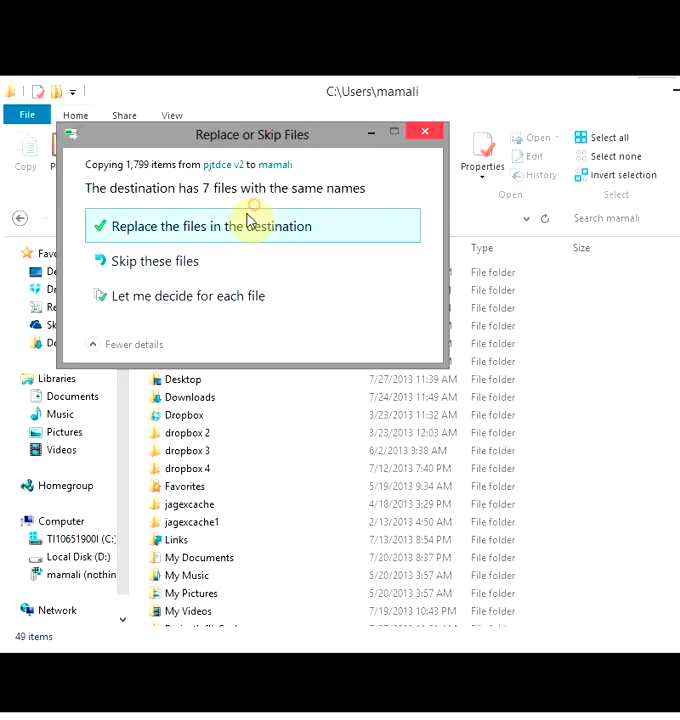 C:\Users\mamali
File Home Share View
Replace or Skip Files
Copying 1,799 items from pjtdce v2 to mamali
The destination has 7 files with the same names
Replace the files in the destination
Skip these files
Let me decide for each file
Fewer details
Copy
Properties
Open
Edit
History
Open
Select all
Select none
Invert selection
Select
Search mamali
Type Size
File folder
File folder
File folder
File folder
File folder
File folder
Libraries
Documents
Music
Pictures
Videos
Homegroup
Computer
TI10651900I (C:)
Local Disk (D:)
mamali (nothin
Network
Desktop 7/27/2013 11:39 AM File folder
Downloads 7/24/2013 11:49 AM File folder
Dropbox 3/23/2013 11:32 AM File folder
dropbox 2 3/23/2013 12:03 AM File folder
dropbox 3 6/2/2013 3:38 AM File folder
dropbox 4 7/12/2013 7:40 PM File folder
Favorites 5/19/2013 9:34 AM File folder
jagexcache 4/18/2013 3:29 PM File folder
jagexcache1 2/13/2013 4:50 AM File folder
Links 7/13/2013 8:54 PM File folder
My Documents 7/20/2013 8:37 PM File folder
My Music 5/20/2013 3:57 AM File folder
My Pictures 5/20/2013 3:57 AM File folder
My Videos 7/19/2013 10:43 PM File folder
49 items